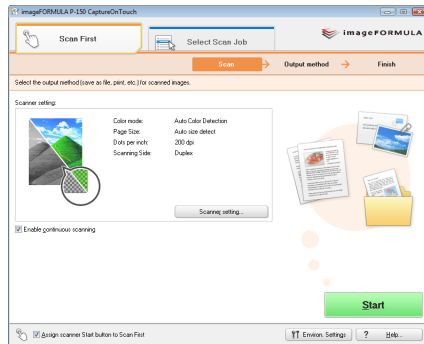 imageFORMULA P-150 CaptureOnTouch
Scan First
Select Scan Job
imageFORMULA
Scan
Output method
Finish
Select the output method (save as file, print, etc.) for scanned images.
Scanner setting:
Color mode: Auto Color Detection
Page Size: Auto size detect
Dots per inch: 200 dpi
Scanning Side: Duplex
Scanner setting...
Enable continuous scanning
Start
Assign scanner Start button to Scan First
Environ. Settings
? Help...